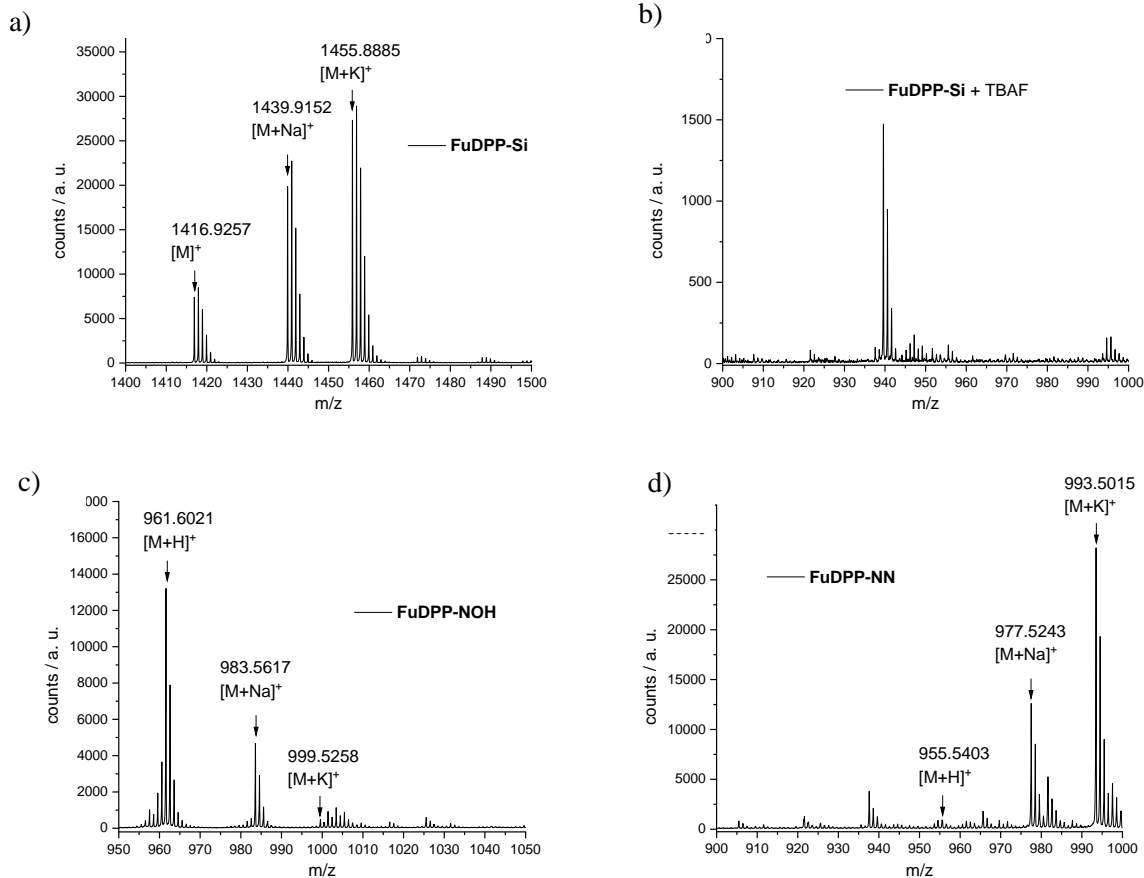 a)
35000
30000
25000
20000
15000
10000
5000
0
counts / a. u.
1416.9257
[M]+
1439.9152
[M+Na]+
1455.8885
[M+K]+
FuDPP-Si
1400 1410 1420 1430 1440 1450 1460 1470 1480 1490 1500
m/z
b)
0
1500
1000
500
0
counts / a. u.
FuDPP-Si + TBAF
900 910 920 930 940 950 960 970 980 990 1000
m/z
c)
000
16000
14000
12000
10000
8000
6000
4000
2000
0
counts / a. u.
961.6021
[M+H]+
983.5617
[M+Na]+
999.5258
[M+K]+
FuDPP-NOH
950 960 970 980 990 1000 1010 1020 1030 1040 1050
m/z
d)
25000
20000
15000
10000
5000
0
counts / a. u.
993.5015
[M+K]+
FuDPP-NN
977.5243
[M+Na]+
955.5403
[M+H]+
900 910 920 930 940 950 960 970 980 990 1000
m/z